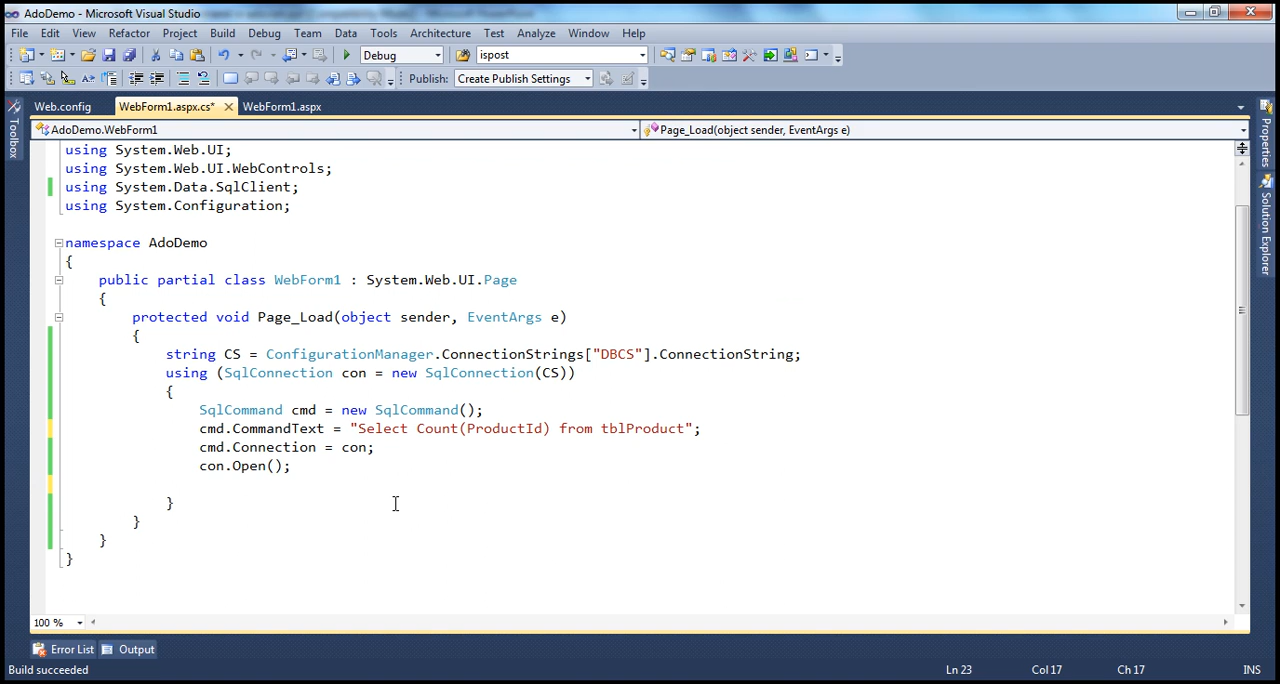 AdoDemo - Microsoft Visual Studio
File Edit View Refactor Project Build Debug Team Data Tools Architecture Test Analyze Window Help
Debug ispost
Publish: Create Publish Settings
Web.config WebForm1.aspx.cs* WebForm1.aspx
AdoDemo.WebForm1 Page_Load(object sender, EventArgs e)
Toolbox
Properties
Solution Explorer
using System.Web.UI;
using System.Web.UI.WebControls;
using System.Data.SqlClient;
using System.Configuration;
namespace AdoDemo
{
public partial class WebForm1 : System.Web.UI.Page
{
protected void Page_Load(object sender, EventArgs e)
{
string CS = ConfigurationManager.ConnectionStrings["DBCS"].ConnectionString;
using (SqlConnection con = new SqlConnection(CS))
{
SqlCommand cmd = new SqlCommand();
cmd.CommandText = "Select Count(ProductId) from tblProduct";
cmd.Connection = con;
con.Open();
}
}
}
}
100 %
Error List Output
Build succeeded Ln 23 Col 17 Ch 17 INS